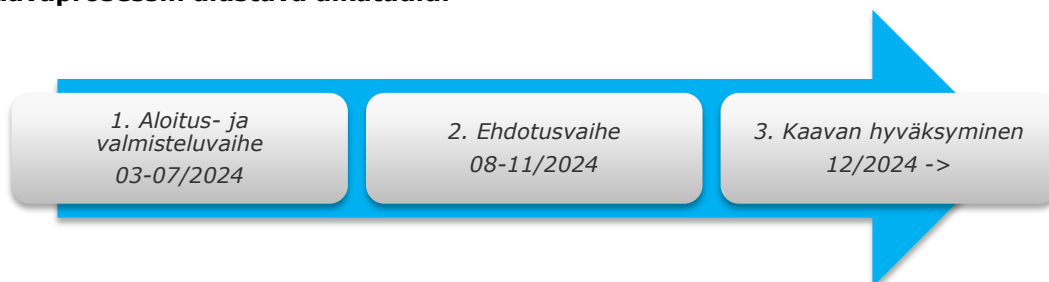 1. Aloitus- ja
valmisteluvaihe
03-07/2024
2. Ehdotusvaihe
08-11/2024
3. Kaavan hyväksyminen
12/2024 ->